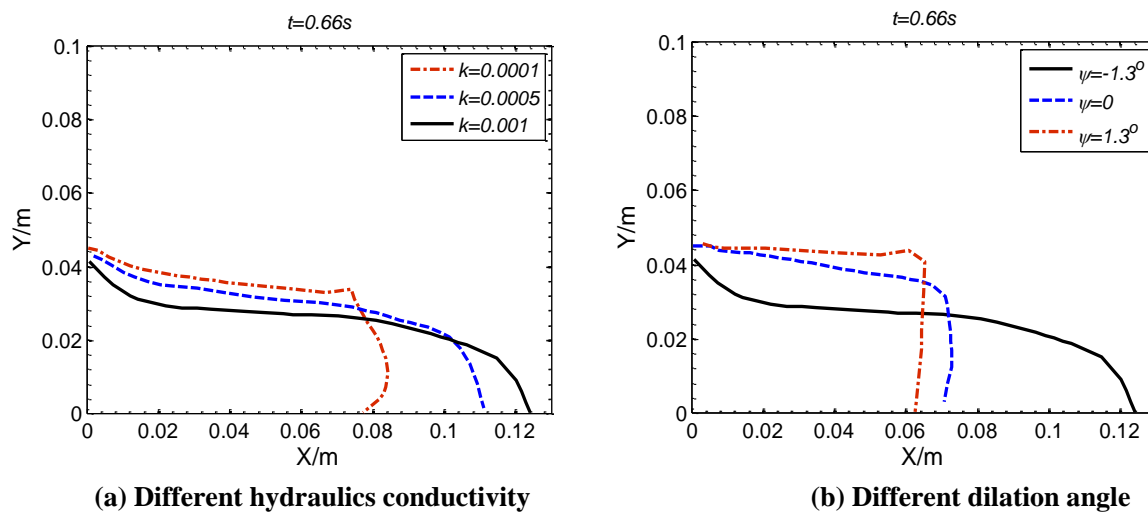 t=0.66s
0.1
0.08
0.06
0.04
0.02
0
Y/m
k=0.0001
k=0.0005
k=0.001
0 0.02 0.04 0.06 0.08 0.10 0.12
X/m
(a) Different hydraulics conductivity
t=0.66s
0.1
0.08
0.06
0.04
0.02
0
Y/m
ψ=-1.3o
ψ=0
ψ=1.3o
0 0.02 0.04 0.06 0.08 0.1 0.12
X/m
(b) Different dilation angle